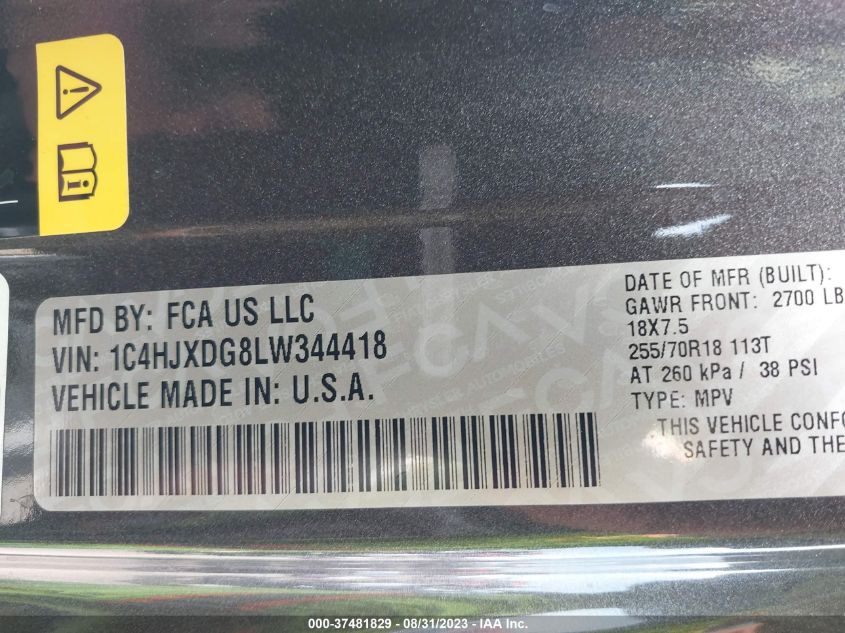 MFD BY: FCA US LLC
VIN: 1C4HJXDG8LW344418
VEHICLE MADE IN: U.S.A.
DATE OF MFR (BUILT):
GAWR FRONT: 2700 LB
18X7.5
255/70R18 113T
AT 260 kPa / 38 PSI
TYPE: MPV
THIS VEHICLE CONFO
SAFETY AND THE
000-37481829 - 08/31/2023 - IAA Inc.